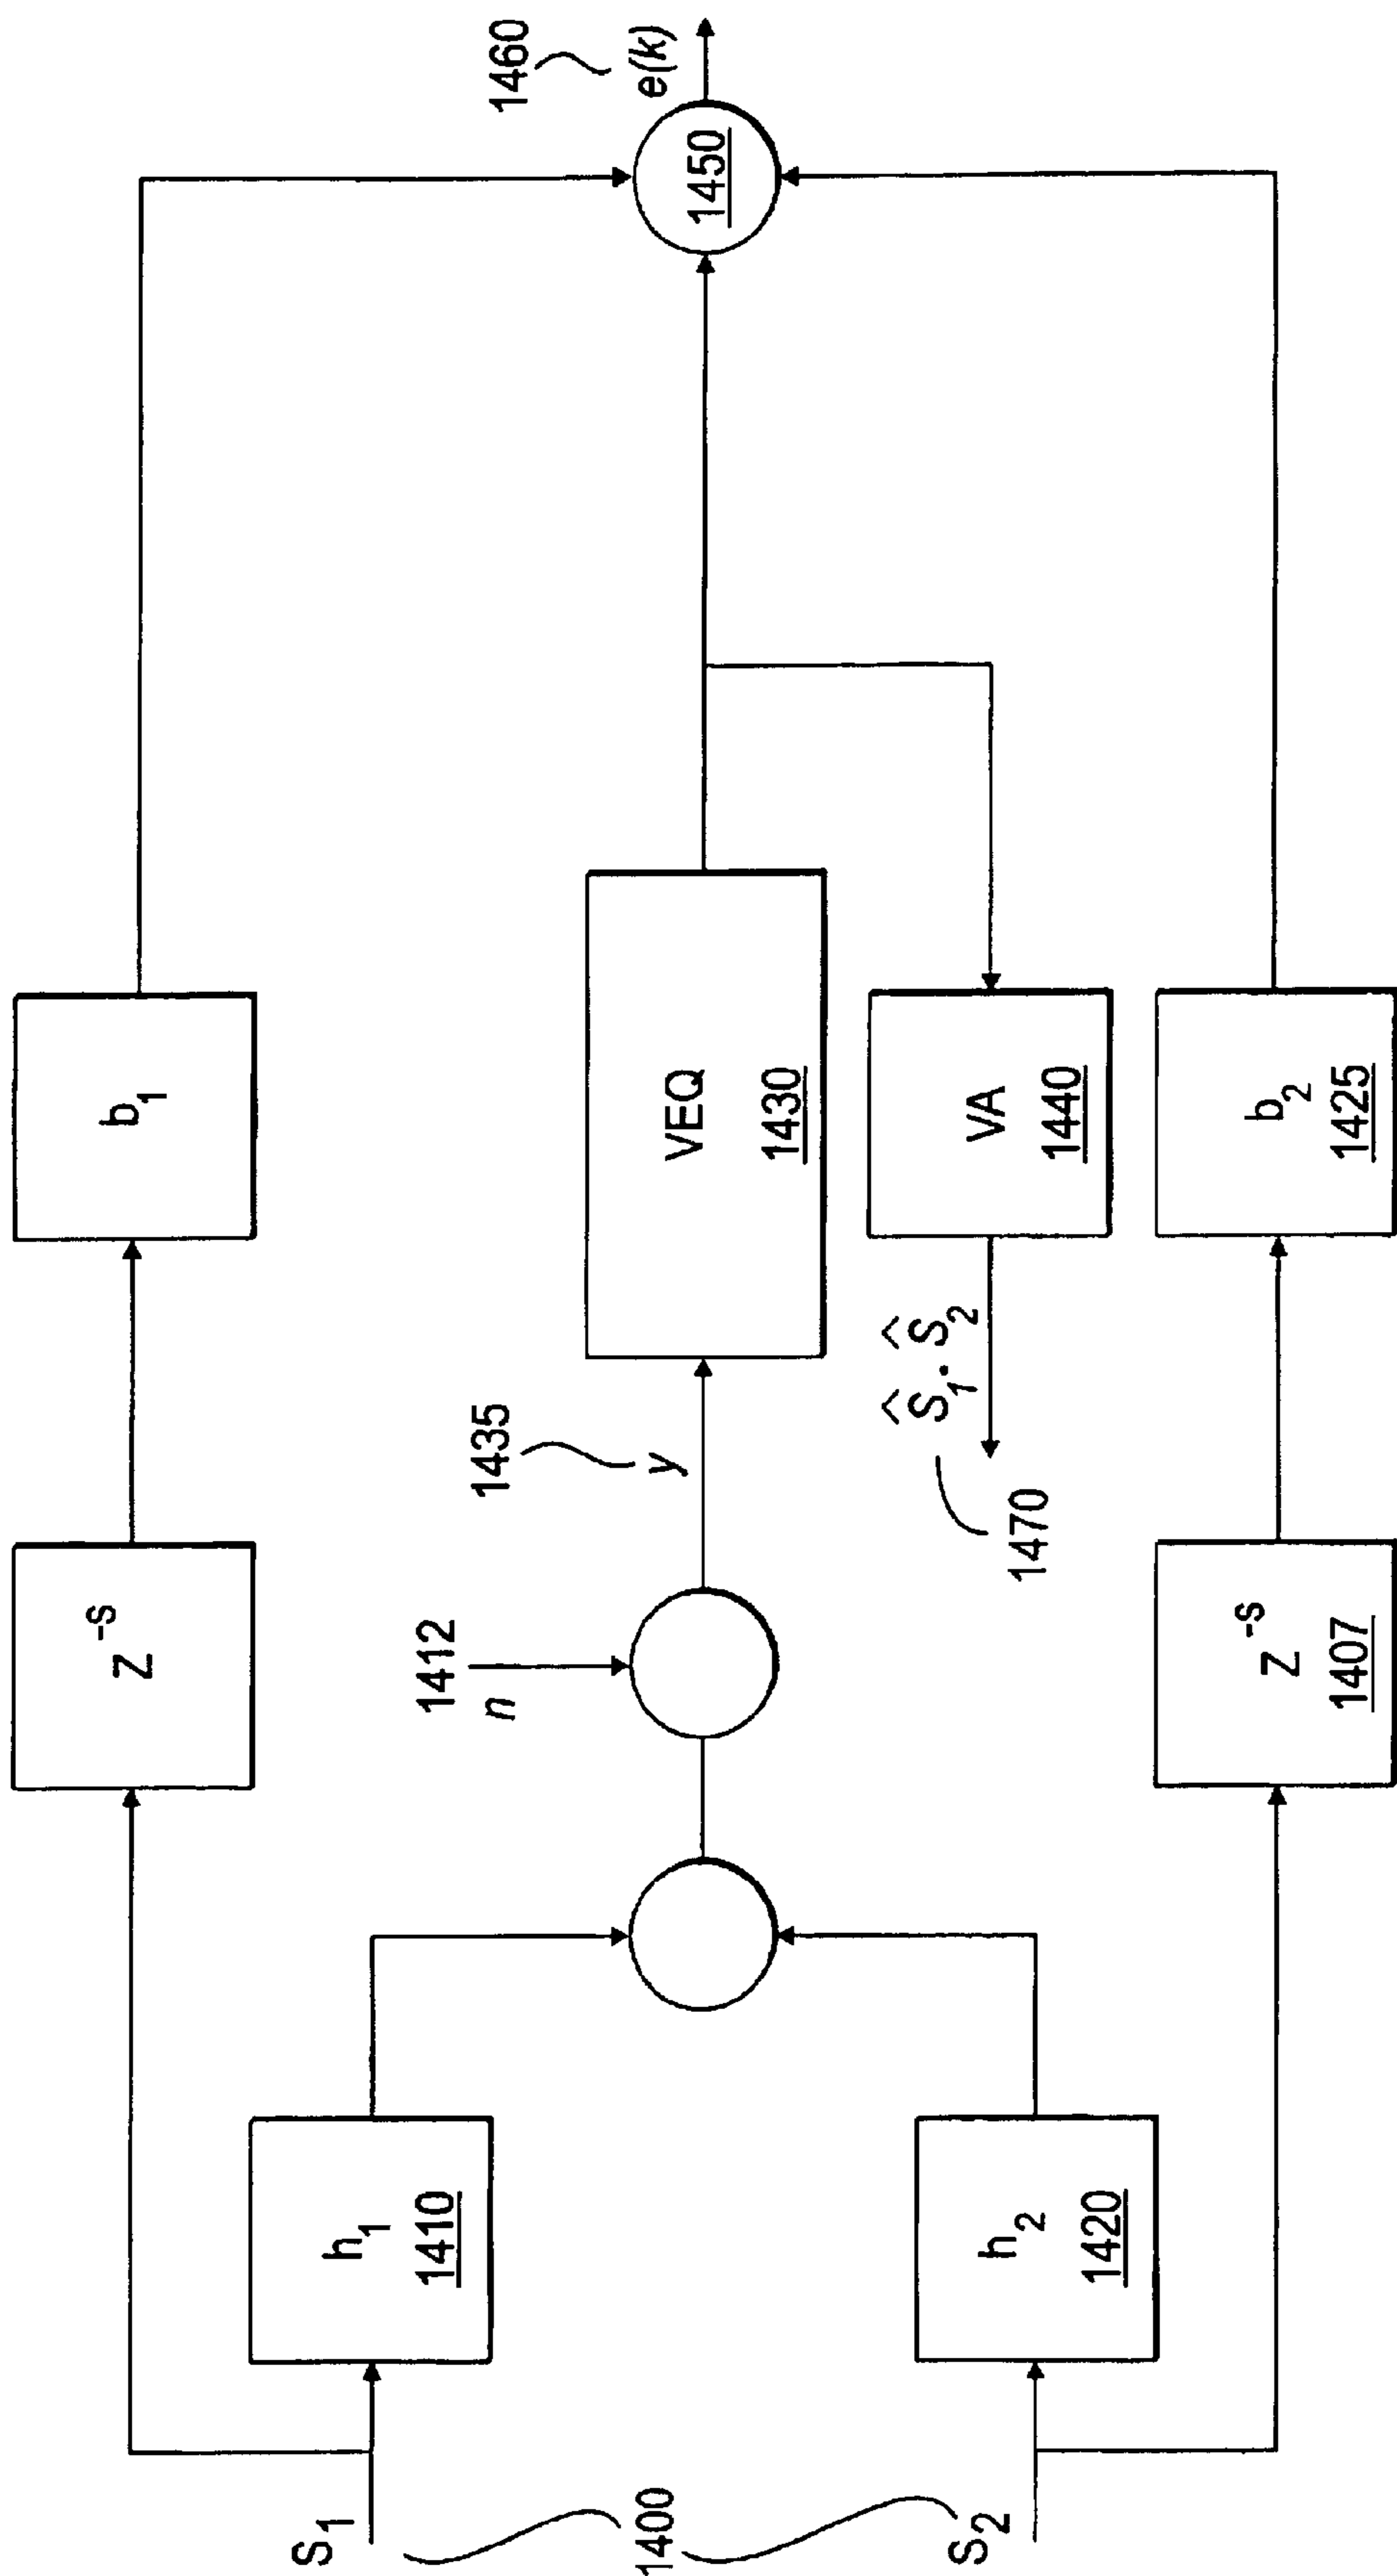 S₁
1400
S₂
h₁
1410
h₂
1420
Z⁻ˢ
Z⁻ˢ
1407
1412
n
1435
y
b₁
VEQ
1430
VA
1440
Ŝ₁. Ŝ₂
1470
b₂
1425
1450
1460
e(k)